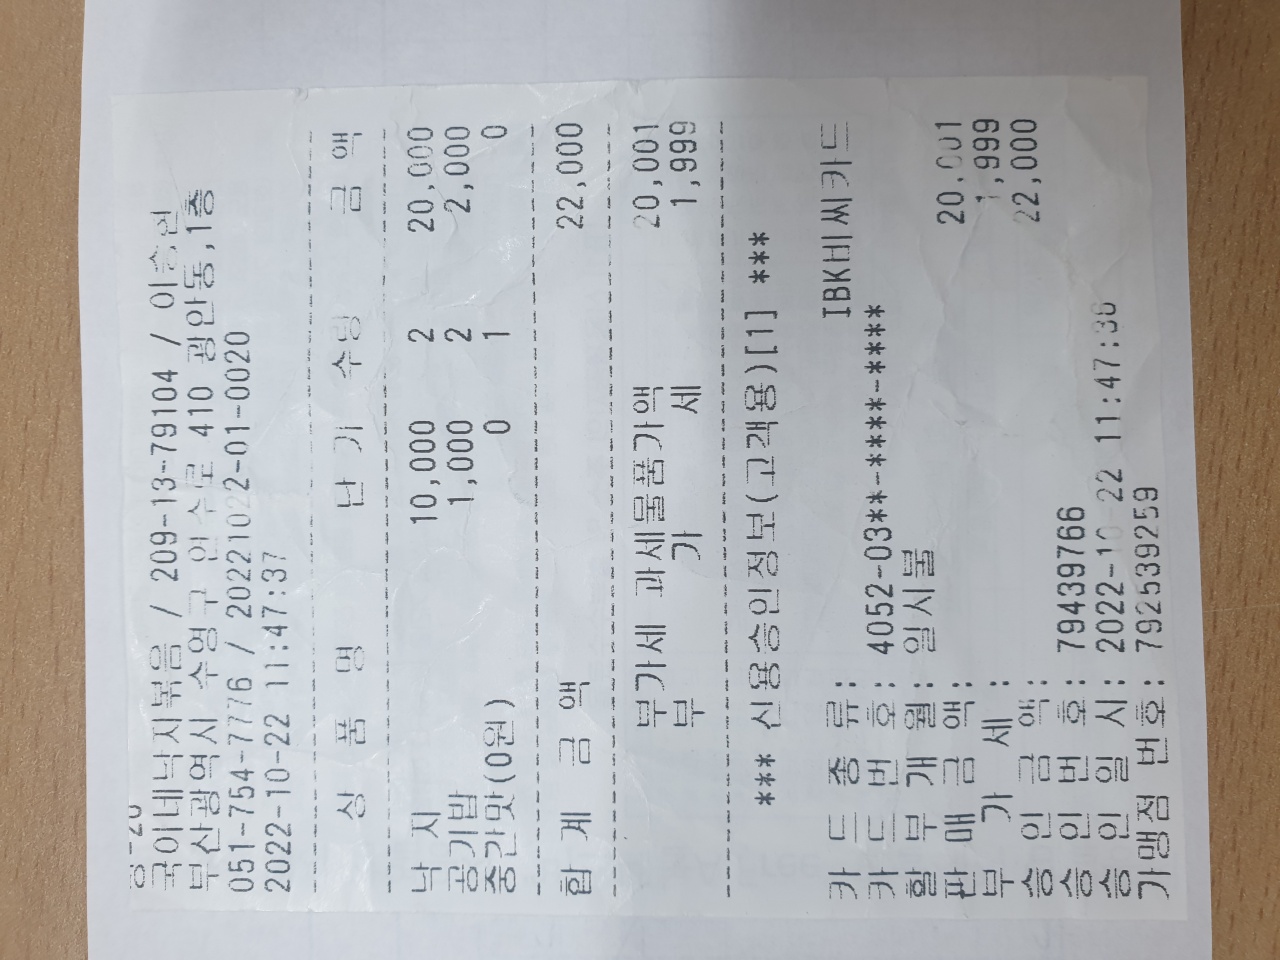 국이네낙지볶음 / 209-13-79104 /
부산광역시 수영구 연수로 410 광안동,1층
051-754-7776 / 20221022-01-0020
2022-10-22 11:47:37
상 품 명 단 가 수량 금 액
낙 지 10,000 2 20,000
공기밥 1,000 2 2,000
중간맛(0원) 0 1 0
합 계 금 액 22,000
부가세 과세물품가액 20,001
부 가 세 1,999
*** 신용승인정보(고객용)[1] ***
카 드 종 류: IBK비씨카드
카 드 번 호: 4052-03**-****-****
할 부 개 월: 일시불
판 매 금 액: 20,001
부 가 세 : 1,999
승 인 금 액: 22,000
승 인 번 호: 79439766
승 인 일 시: 2022-10-22 11:47:36
가맹점 번호: 792539259